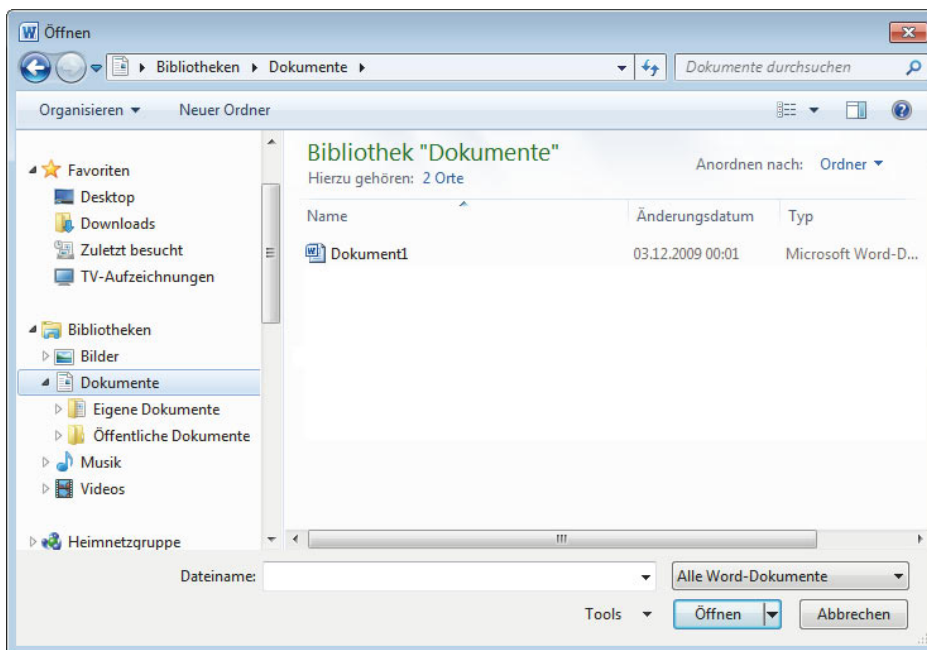 Öffnen
Bibliotheken Dokumente
Dokumente durchsuchen
Organisieren Neuer Ordner
Favoriten
Desktop
Downloads
Zuletzt besucht
TV-Aufzeichnungen
Bibliotheken
Bilder
Dokumente
Eigene Dokumente
Öffentliche Dokumente
Musik
Videos
Heimnetzgruppe
Bibliothek "Dokumente"
Hierzu gehören: 2 Orte
Anordnen nach: Ordner
Name Änderungsdatum Typ
Dokument1 03.12.2009 00:01 Microsoft Word-D...
Dateiname: Alle Word-Dokumente
Tools Öffnen Abbrechen